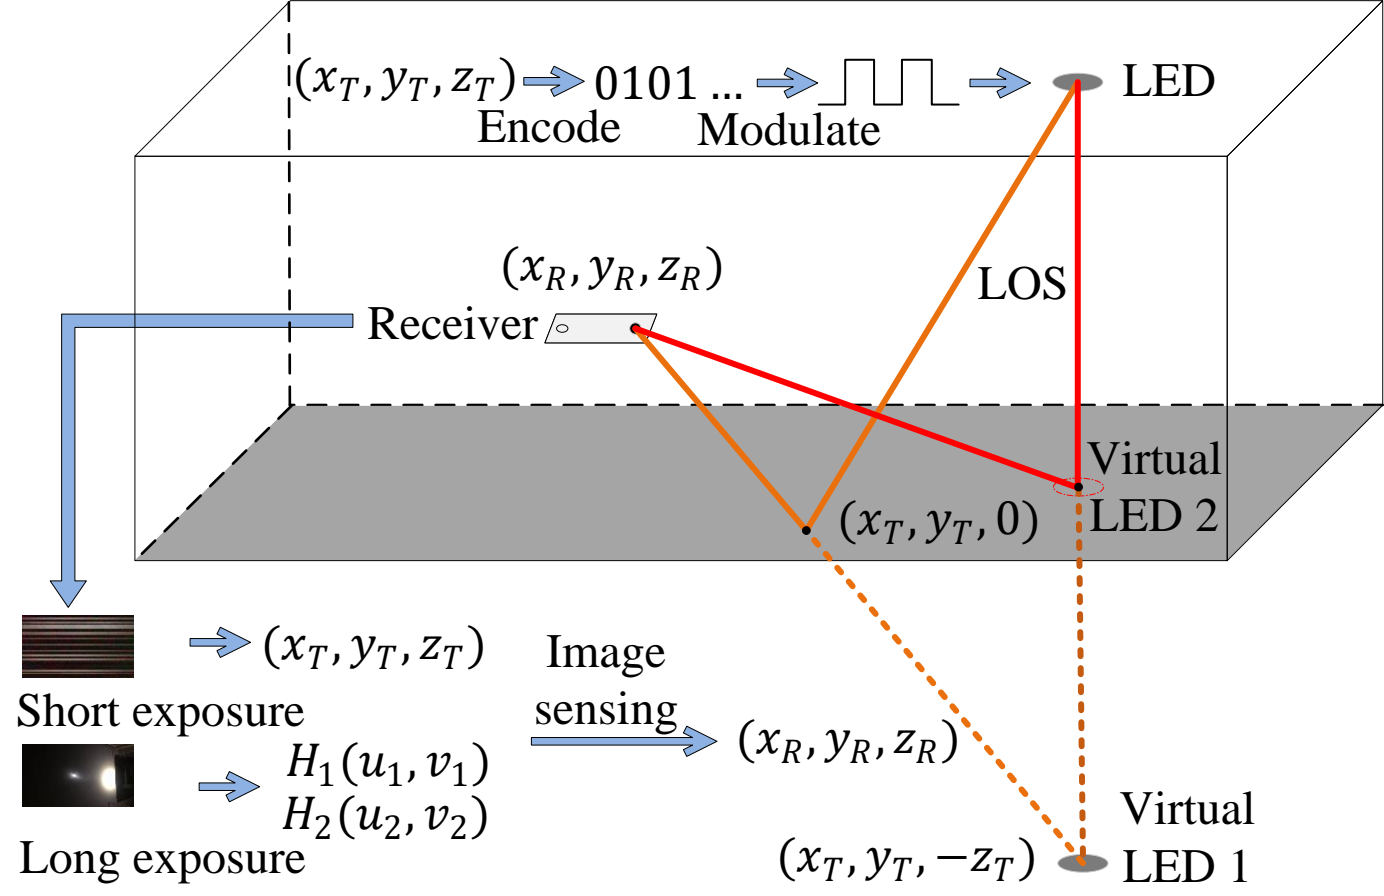 (x_T, y_T, z_T) 0101 ... LED
Encode Modulate
(x_R, y_R, z_R)
LOS
Receiver
Virtual
LED 2
(x_T, y_T, 0)
(x_T, y_T, z_T)
Image
sensing
Short exposure
(x_R, y_R, z_R)
H_1(u_1, v_1)
H_2(u_2, v_2)
Long exposure
Virtual
LED 1
(x_T, y_T, −z_T)